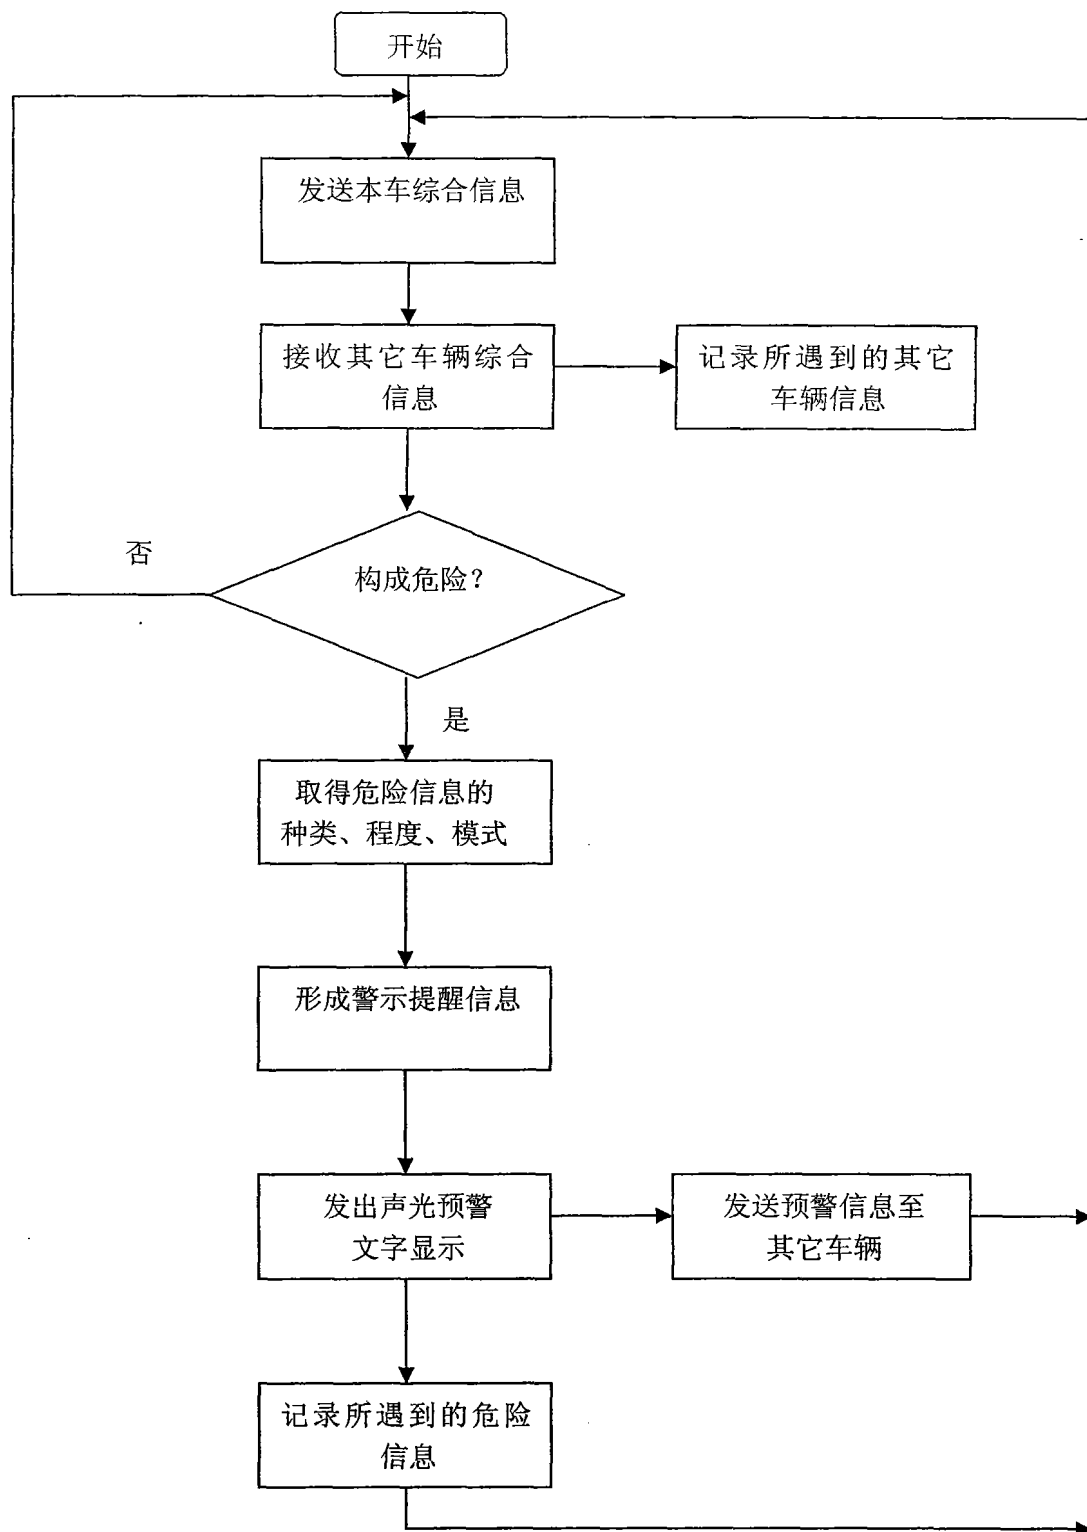 开始
发送本车综合信息
接收其它车辆综合
信息
记录所遇到的其它
车辆信息
否
构成危险？
是
取得危险信息的
种类、程度、模式
形成警示提醒信息
发出声光预警
文字显示
发送预警信息至
其它车辆
记录所遇到的危险
信息